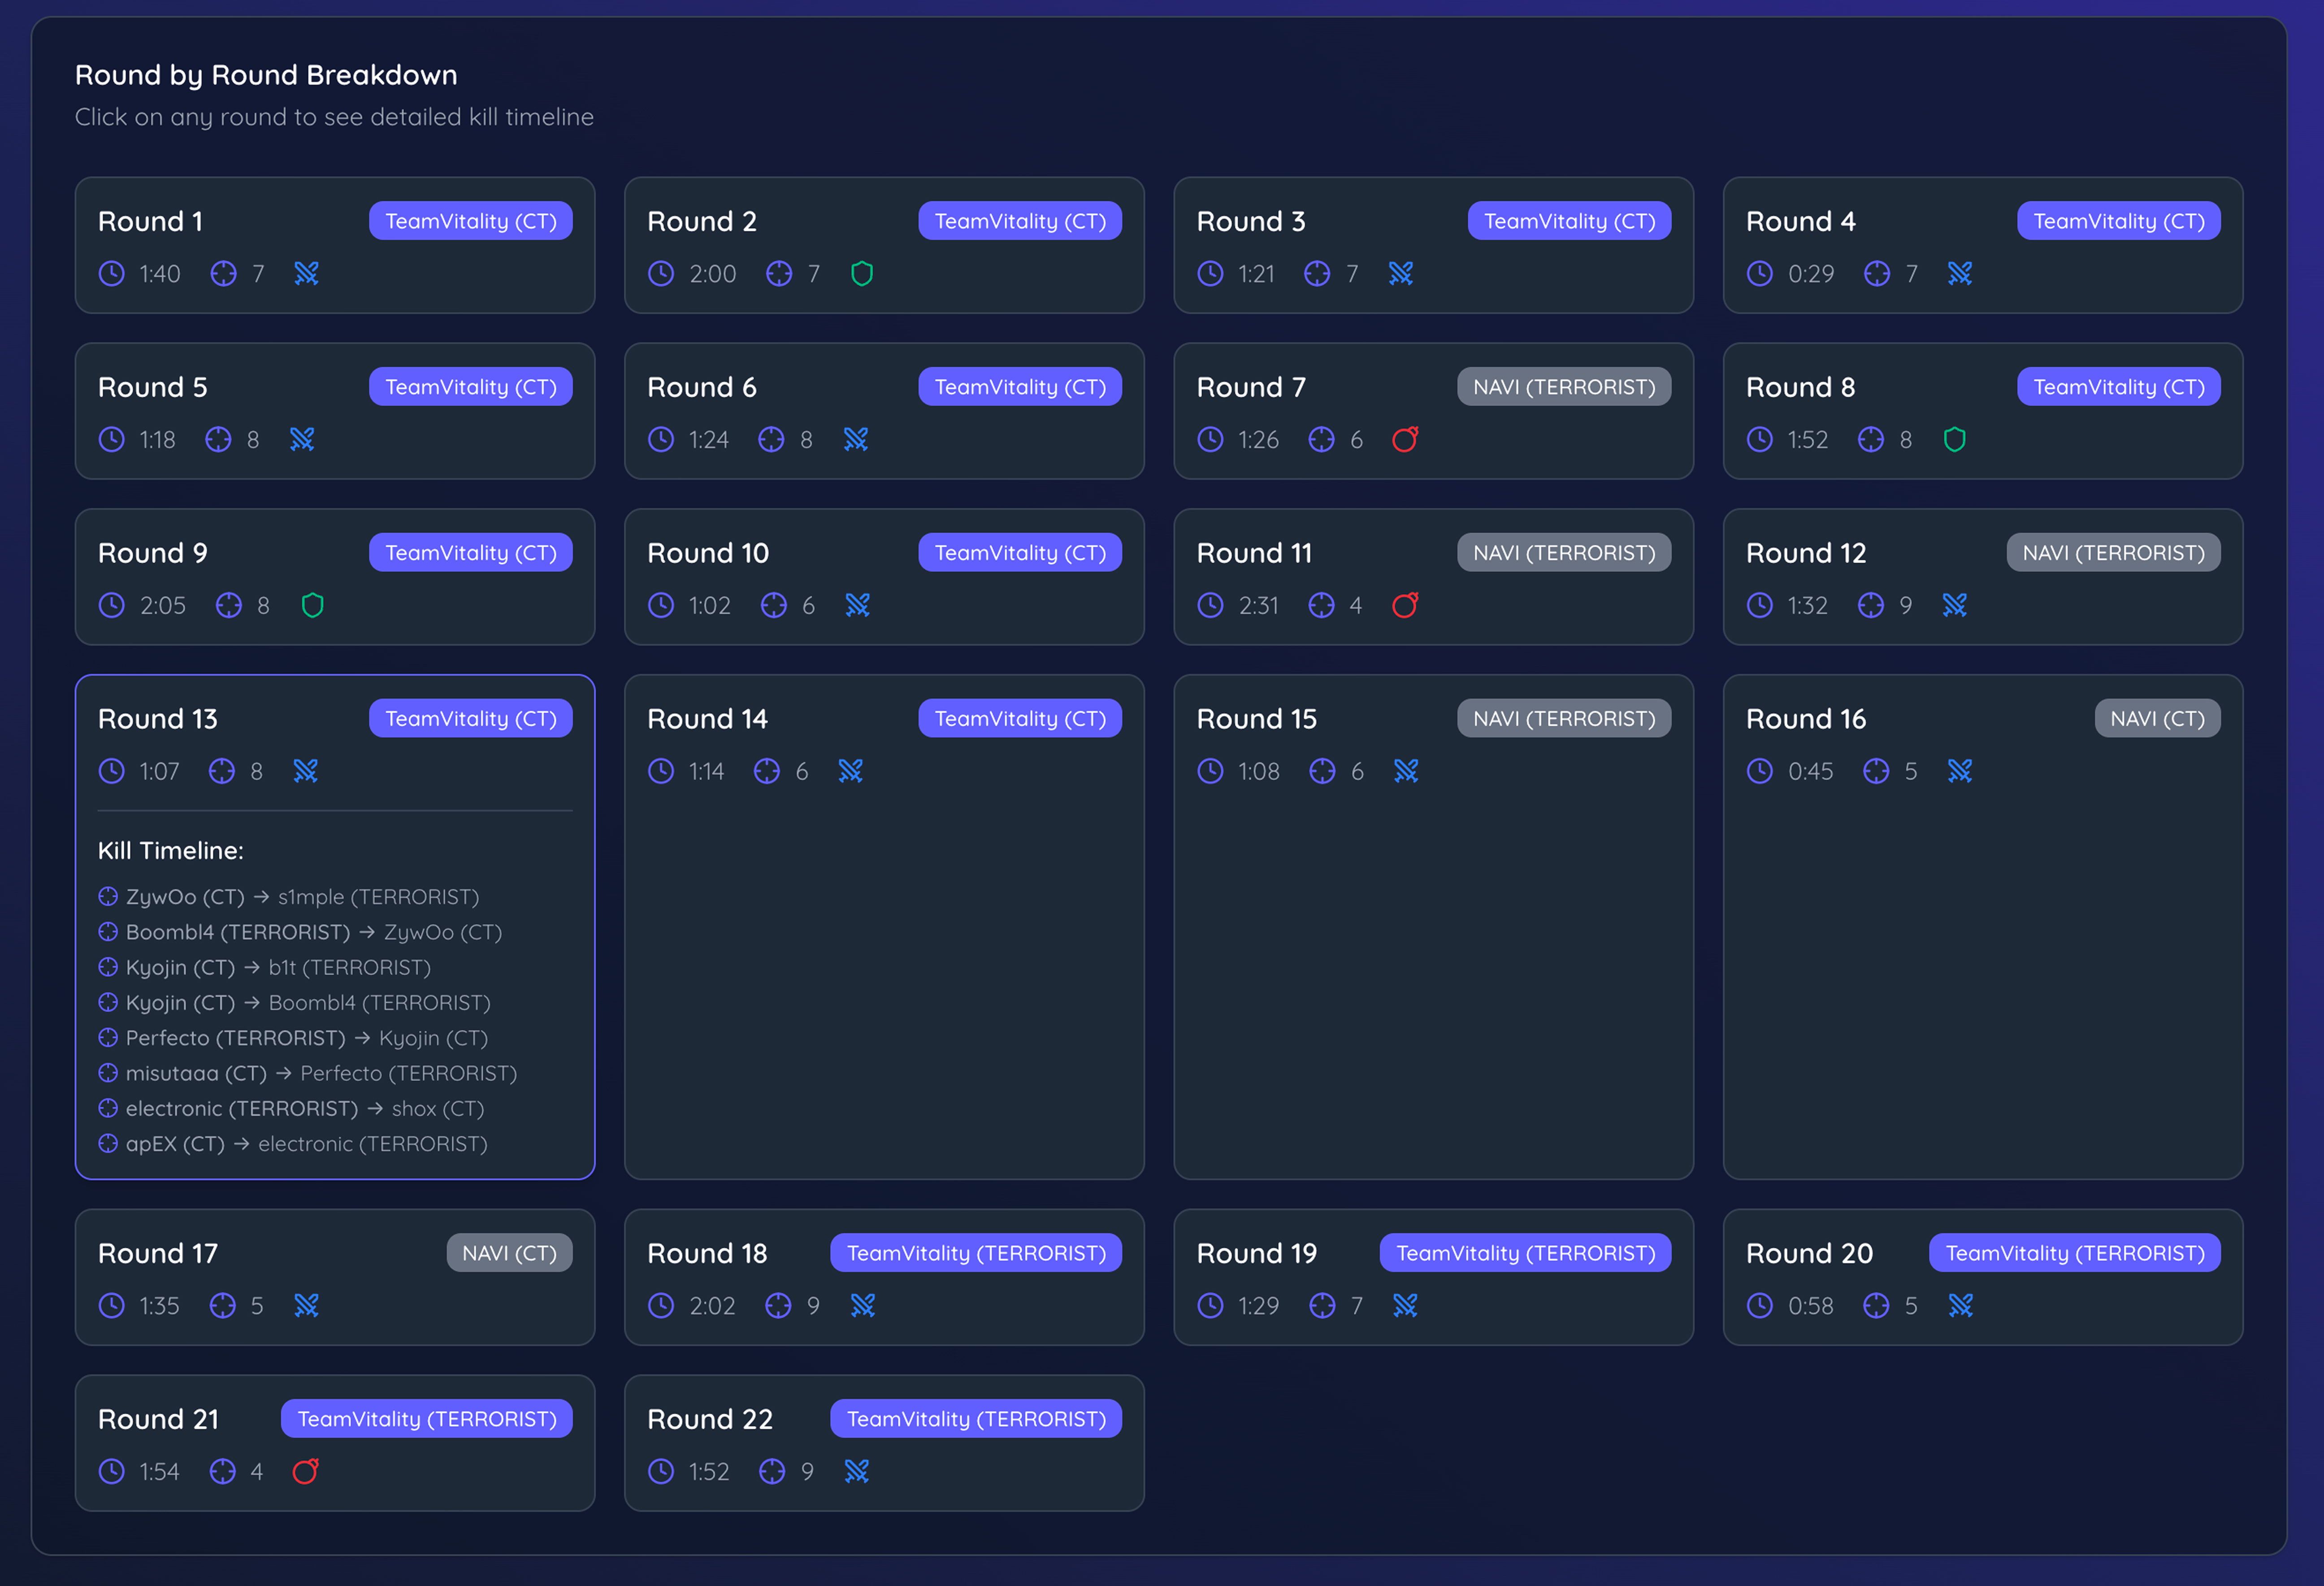 Round by Round Breakdown
Click on any round to see detailed kill timeline
Round 1 TeamVitality (CT)
1:40 7
Round 2 TeamVitality (CT)
2:00 7
Round 3 TeamVitality (CT)
1:21 7
Round 4 TeamVitality (CT)
0:29 7
Round 5 TeamVitality (CT)
1:18 8
Round 6 TeamVitality (CT)
1:24 8
Round 7 NAVI (TERRORIST)
1:26 6
Round 8 TeamVitality (CT)
1:52 8
Round 9 TeamVitality (CT)
2:05 8
Round 10 TeamVitality (CT)
1:02 6
Round 11 NAVI (TERRORIST)
2:31 4
Round 12 NAVI (TERRORIST)
1:32 9
Round 13 TeamVitality (CT)
1:07 8
Kill Timeline:
ZywOo (CT) → s1mple (TERRORIST)
Boombl4 (TERRORIST) → ZywOo (CT)
Kyojin (CT) → b1t (TERRORIST)
Kyojin (CT) → Boombl4 (TERRORIST)
Perfecto (TERRORIST) → Kyojin (CT)
misutaaa (CT) → Perfecto (TERRORIST)
electronic (TERRORIST) → shox (CT)
apEX (CT) → electronic (TERRORIST)
Round 14 TeamVitality (CT)
1:14 6
Round 15 NAVI (TERRORIST)
1:08 6
Round 16 NAVI (CT)
0:45 5
Round 17 NAVI (CT)
1:35 5
Round 18 TeamVitality (TERRORIST)
2:02 9
Round 19 TeamVitality (TERRORIST)
1:29 7
Round 20 TeamVitality (TERRORIST)
0:58 5
Round 21 TeamVitality (TERRORIST)
1:54 4
Round 22 TeamVitality (TERRORIST)
1:52 9